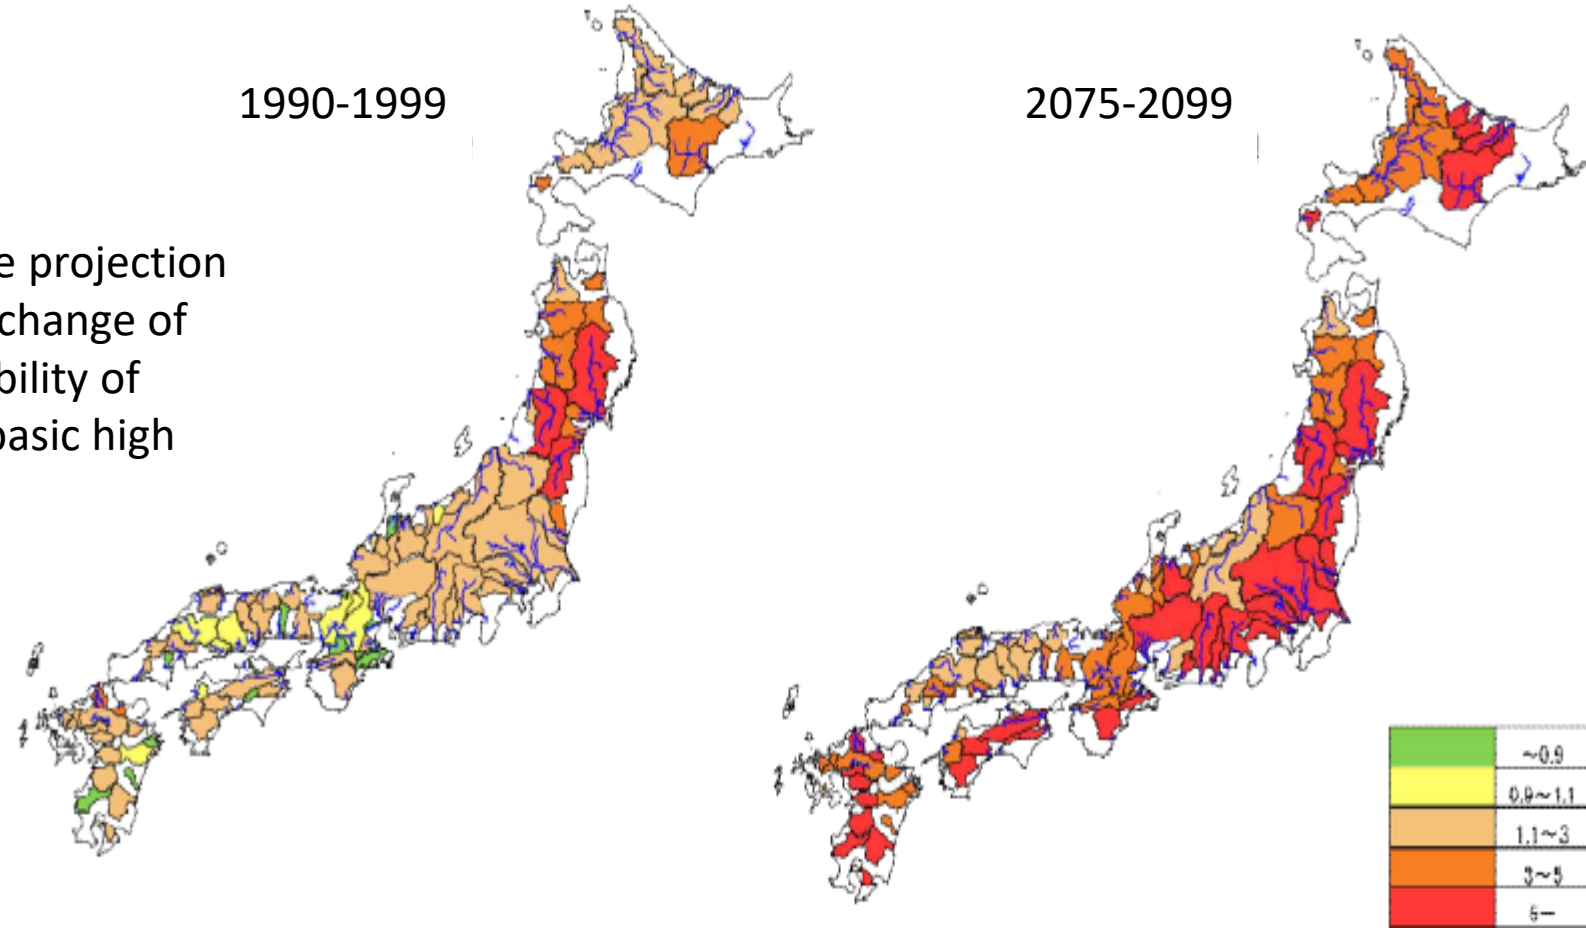 1990-1999
2075-2099
e projection
change of
bility of
basic high
~0.9
0.9~1.1
1.1~3
3~5
5—